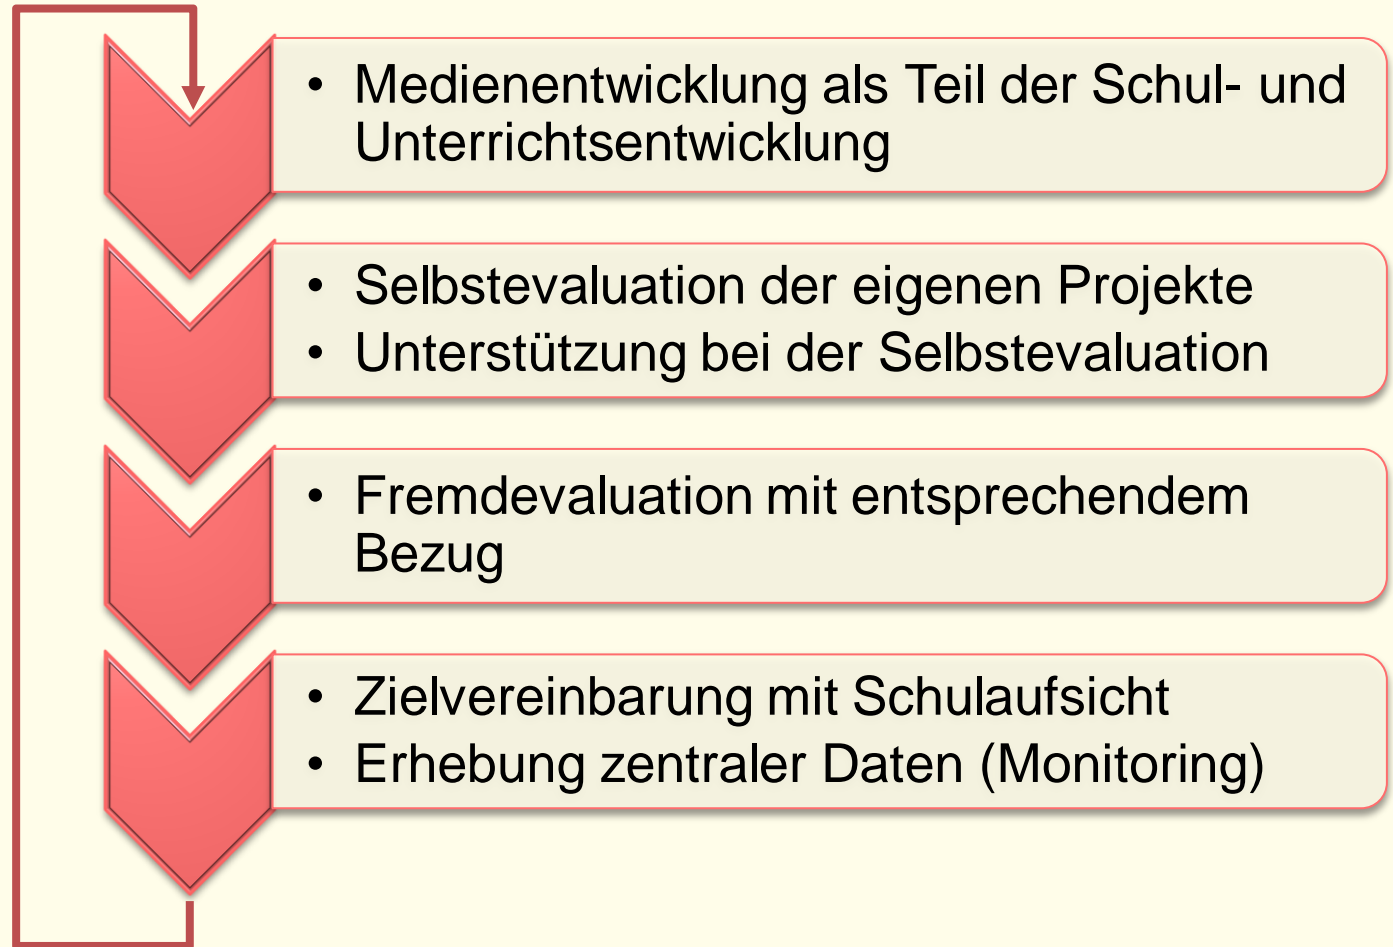 • Medienentwicklung als Teil der Schul- und
Unterrichtsentwicklung
• Selbstevaluation der eigenen Projekte
• Unterstützung bei der Selbstevaluation
• Fremdevaluation mit entsprechendem
Bezug
• Zielvereinbarung mit Schulaufsicht
• Erhebung zentraler Daten (Monitoring)